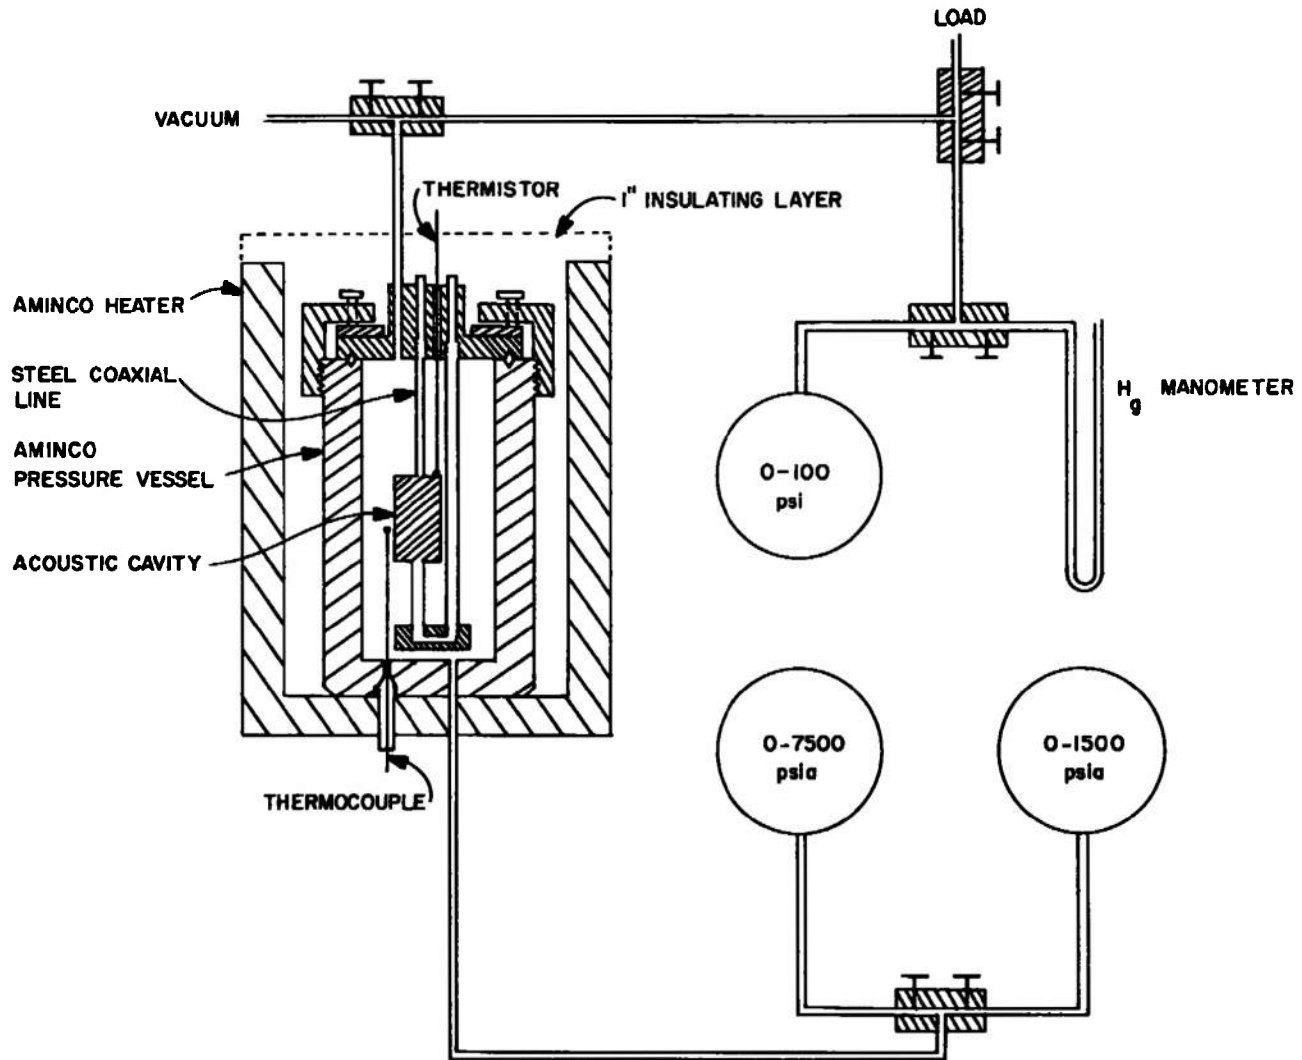 LOAD
VACUUM
THERMISTOR
1" INSULATING LAYER
AMINCO HEATER
STEEL COAXIAL
LINE
Hg MANOMETER
AMINCO
PRESSURE VESSEL
0-100
psi
ACOUSTIC CAVITY
0-7500
psia
0-1500
psia
THERMOCOUPLE